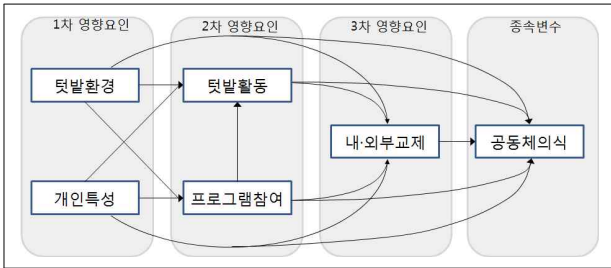 1차 영향요인
2차 영향요인
3차 영향요인
종속변수
텃밭환경
텃밭활동
내·외부교제
공동체의식
개인특성
프로그램참여